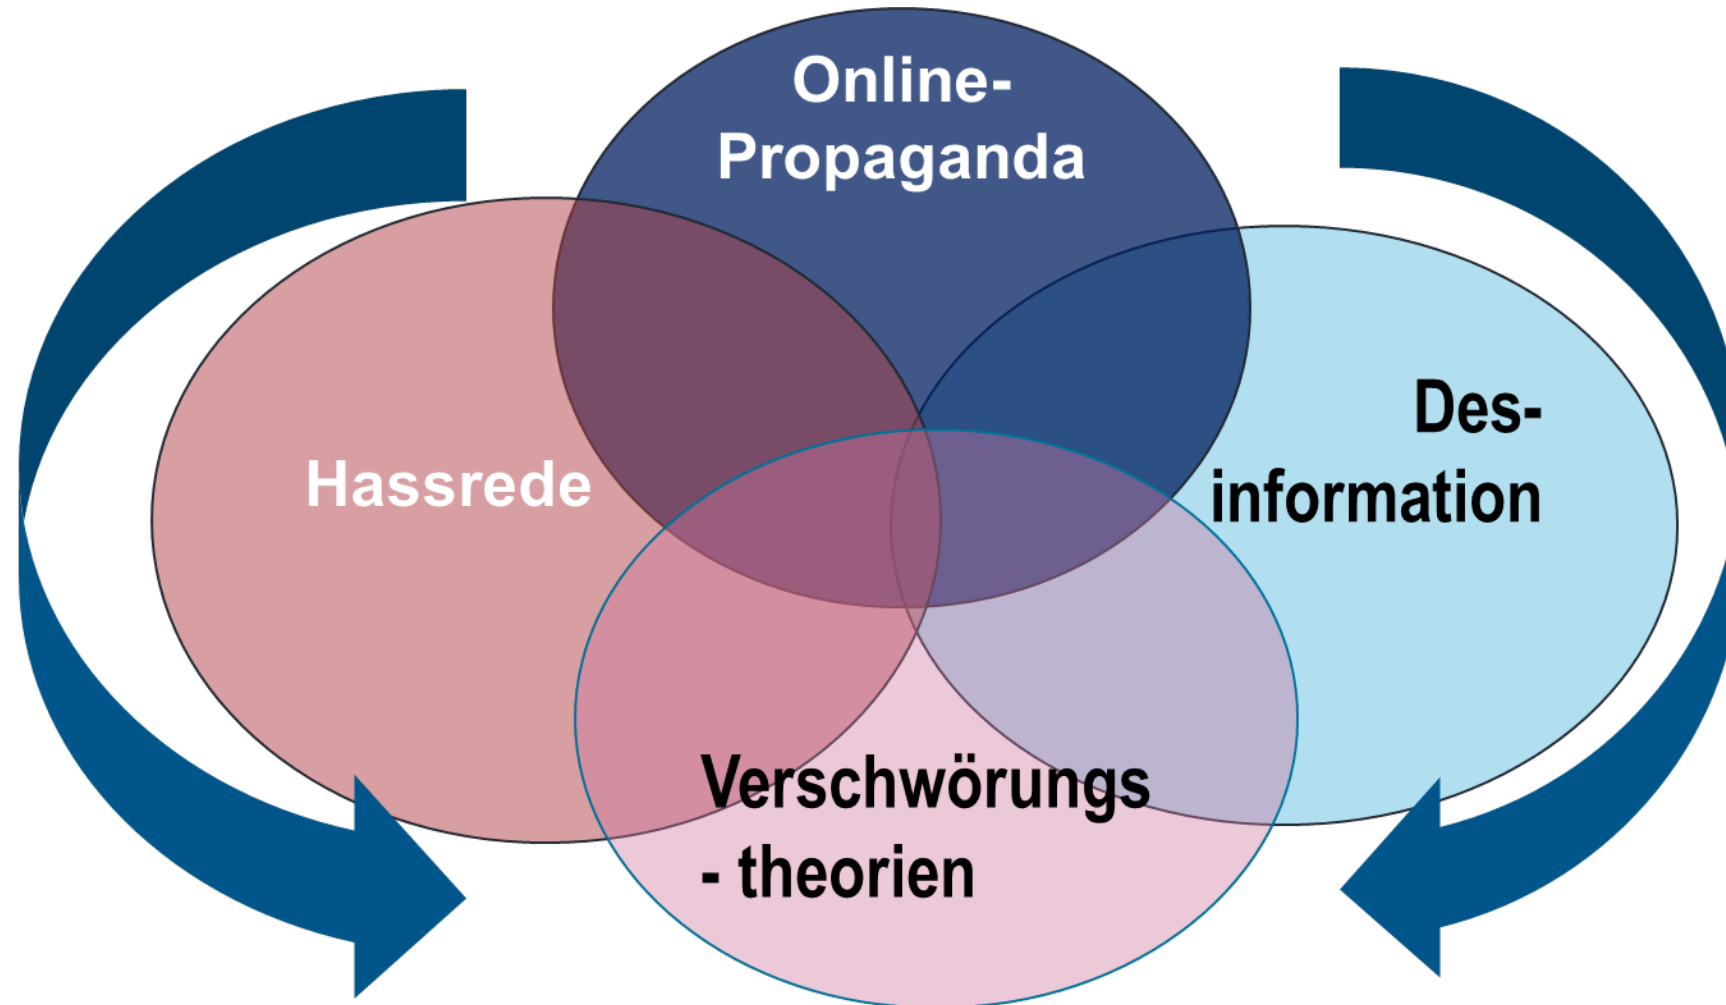 Online-
Propaganda
Des-
information
Hassrede
Verschwörungs
- theorien